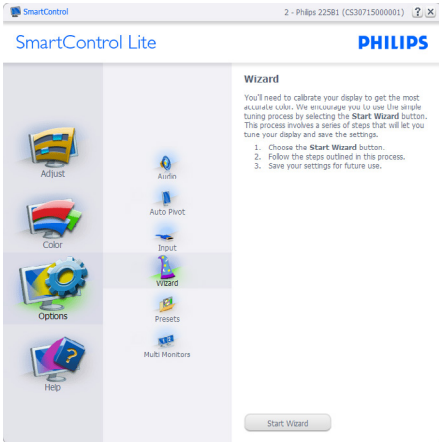 SmartControl
2 - Philips 225B1 (CS30715000001) ? ×
SmartControl Lite
PHILIPS
Adjust
Color
Options
Help
Audio
Auto Pivot
Input
Wizard
Presets
Multi Monitors
Wizard
You'll need to calibrate your display to get the most
accurate color. We encourage you to use the simple
tuning process by selecting the Start Wizard button.
This process involves a series of steps that will let you
tune your display and save the settings.
1. Choose the Start Wizard button.
2. Follow the steps outlined in this process.
3. Save your settings for future use.
Start Wizard